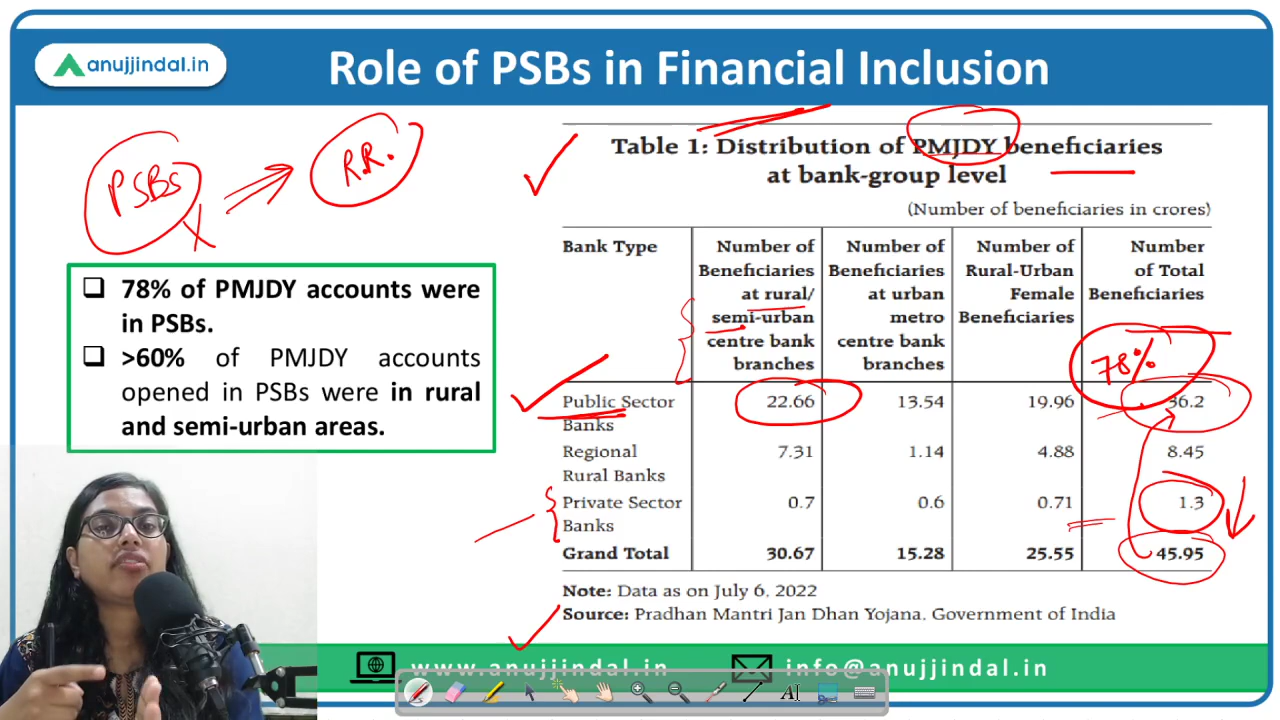 anujjindal.in
Role of PSBs in Financial Inclusion
PSBs
R.R.
78% of PMJDY accounts were
in PSBs.
>60% of PMJDY accounts
opened in PSBs were in rural
and semi-urban areas.
Table 1: Distribution of PMJDY beneficiaries
at bank-group level
(Number of beneficiaries in crores)
Bank Type
Number of
Beneficiaries
at rural/
semi-urban
centre bank
branches
Number of
Beneficiaries
at urban
metro
centre bank
branches
Number of
Rural-Urban
Female
Beneficiaries
Number
of Total
Beneficiaries
78%
Public Sector 22.66 13.54 19.96 36.2
Banks
Regional 7.31 1.14 4.88 8.45
Rural Banks
Private Sector 0.7 0.6 0.71 1.3
Banks
Grand Total 30.67 15.28 25.55 45.95
Note: Data as on July 6, 2022
Source: Pradhan Mantri Jan Dhan Yojana, Government of India
www.anujjindal.in info@anujjindal.in